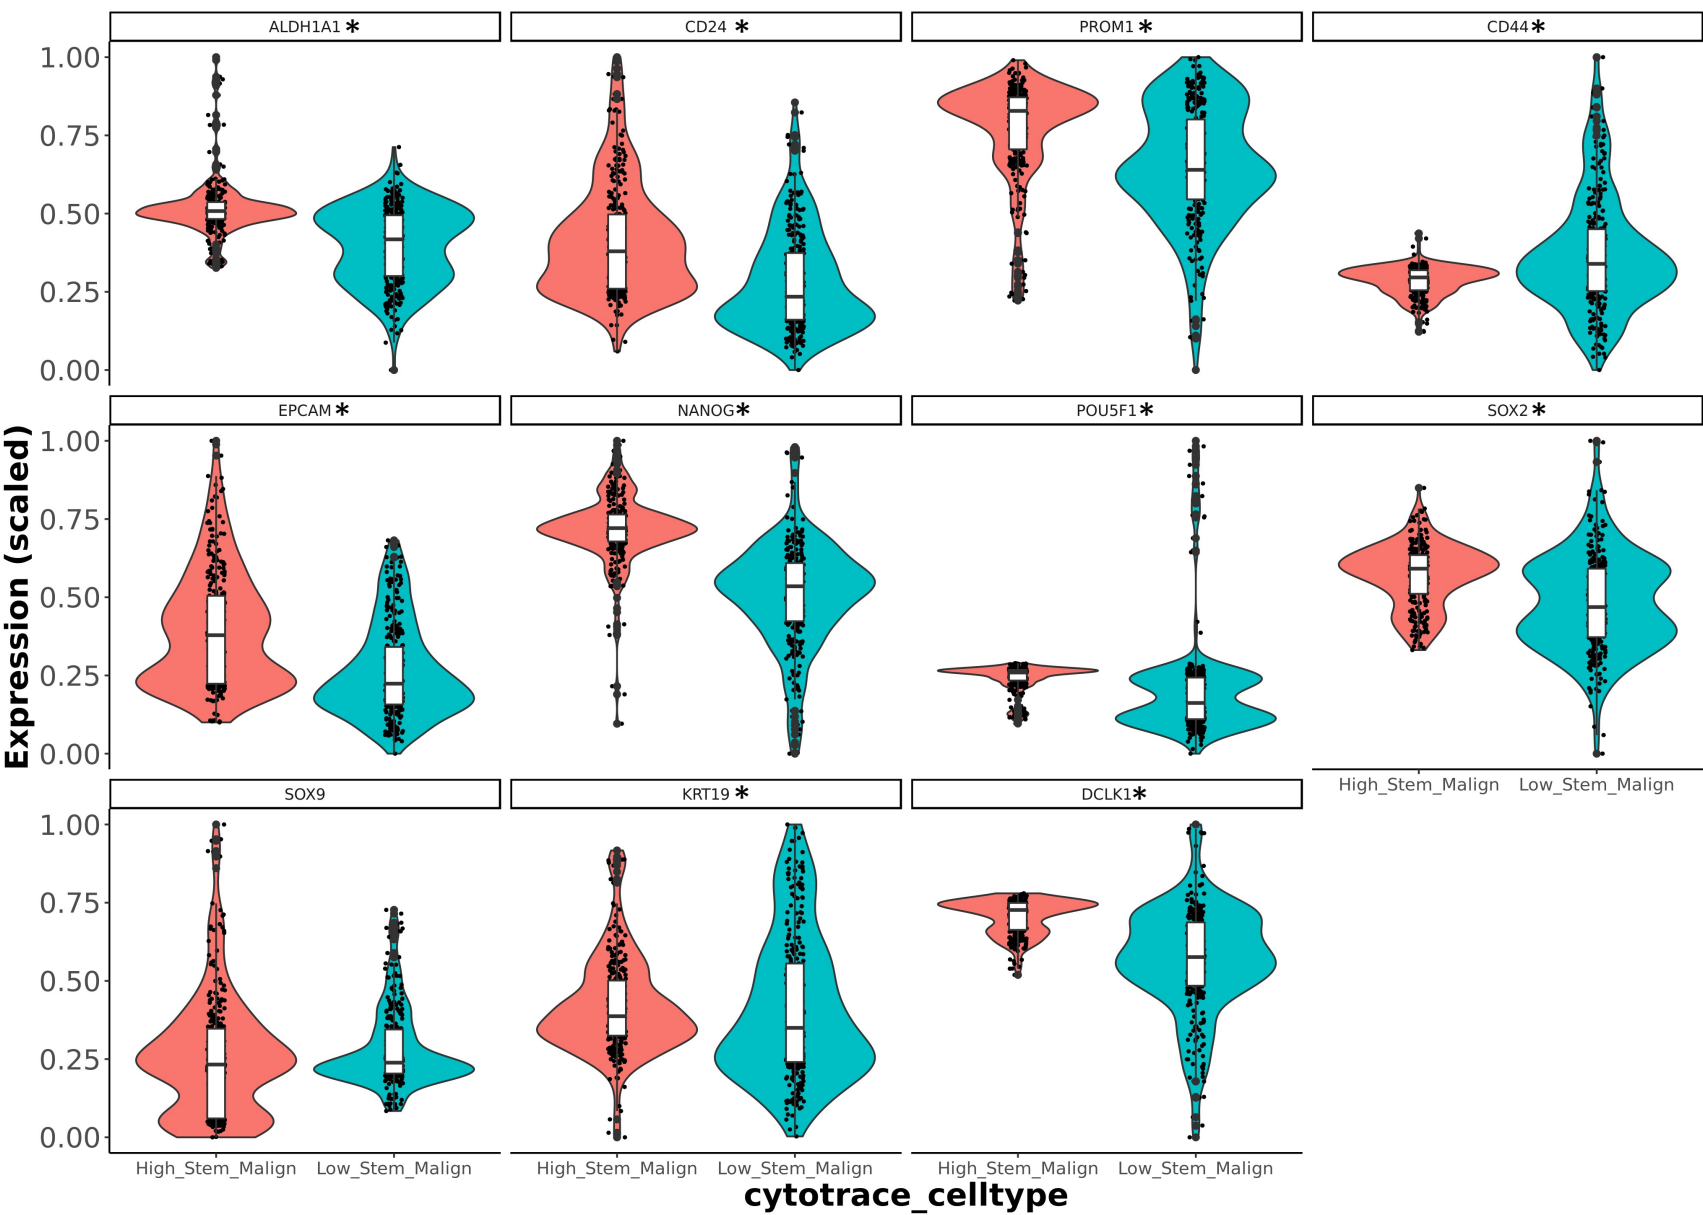 ALDH1A1 * CD24 * PROM1 * CD44 *
1.00
0.75
0.50
0.25
0.00
EPCAM * NANOG * POU5F1 * SOX2 *
1.00
0.75
0.50
0.25
0.00
High_Stem_Malign Low_Stem_Malign
SOX9 KRT19 * DCLK1 *
1.00
0.75
0.50
0.25
0.00
High_Stem_Malign Low_Stem_Malign High_Stem_Malign Low_Stem_Malign High_Stem_Malign Low_Stem_Malign
Expression (scaled)
cytotrace_celltype